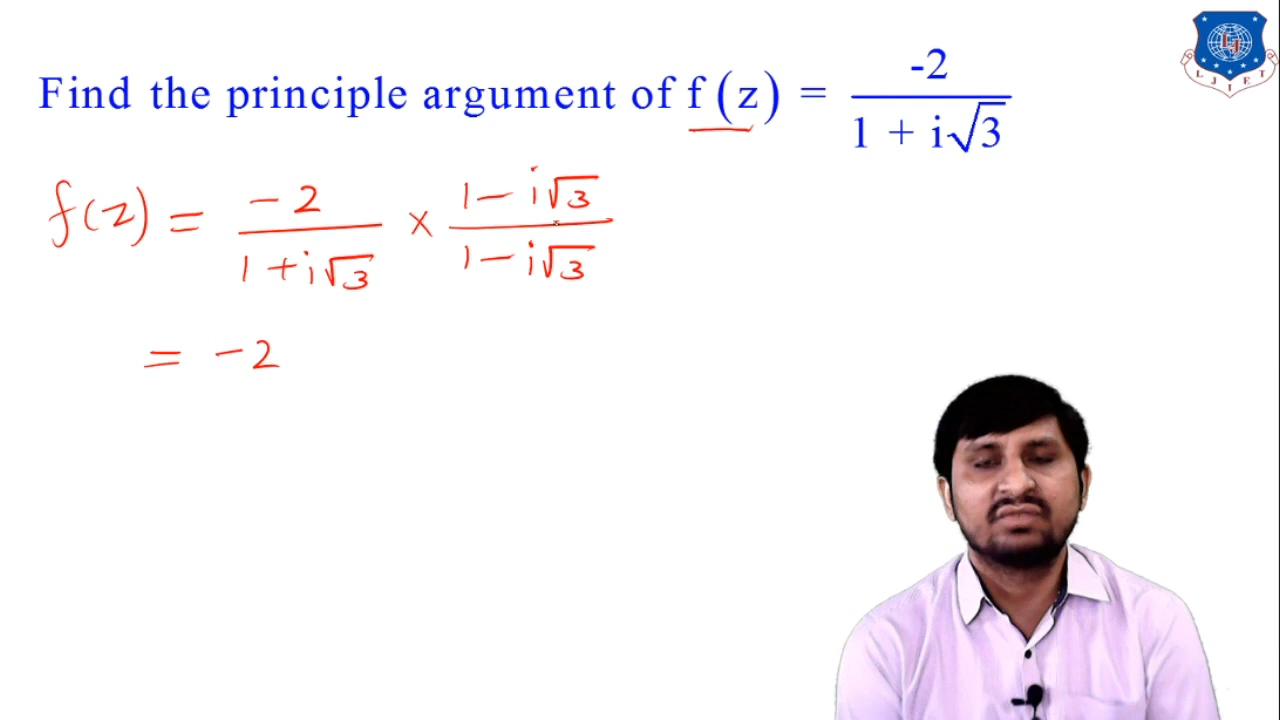 Find the principle argument of f(z) = -2 / (1 + i√3)
f(z) = -2 / (1 + i√3) × (1 - i√3) / (1 - i√3)
= -2
L J I E T